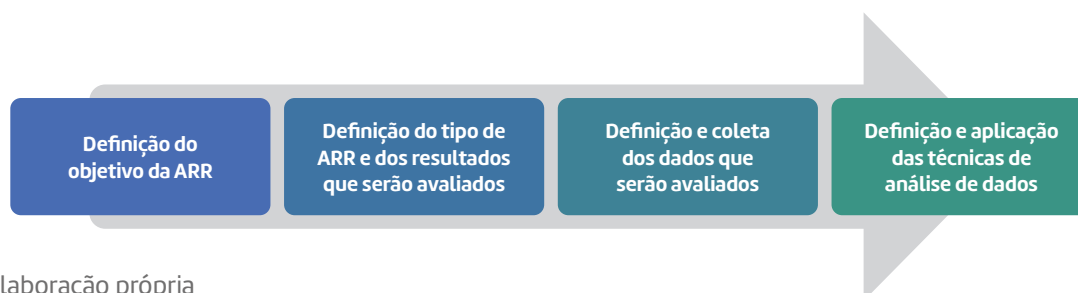 Definição do
objetivo da ARR
Definição do tipo de
ARR e dos resultados
que serão avaliados
Definição e coleta
dos dados que
serão avaliados
Definição e aplicação
das técnicas de
análise de dados
laboração própria